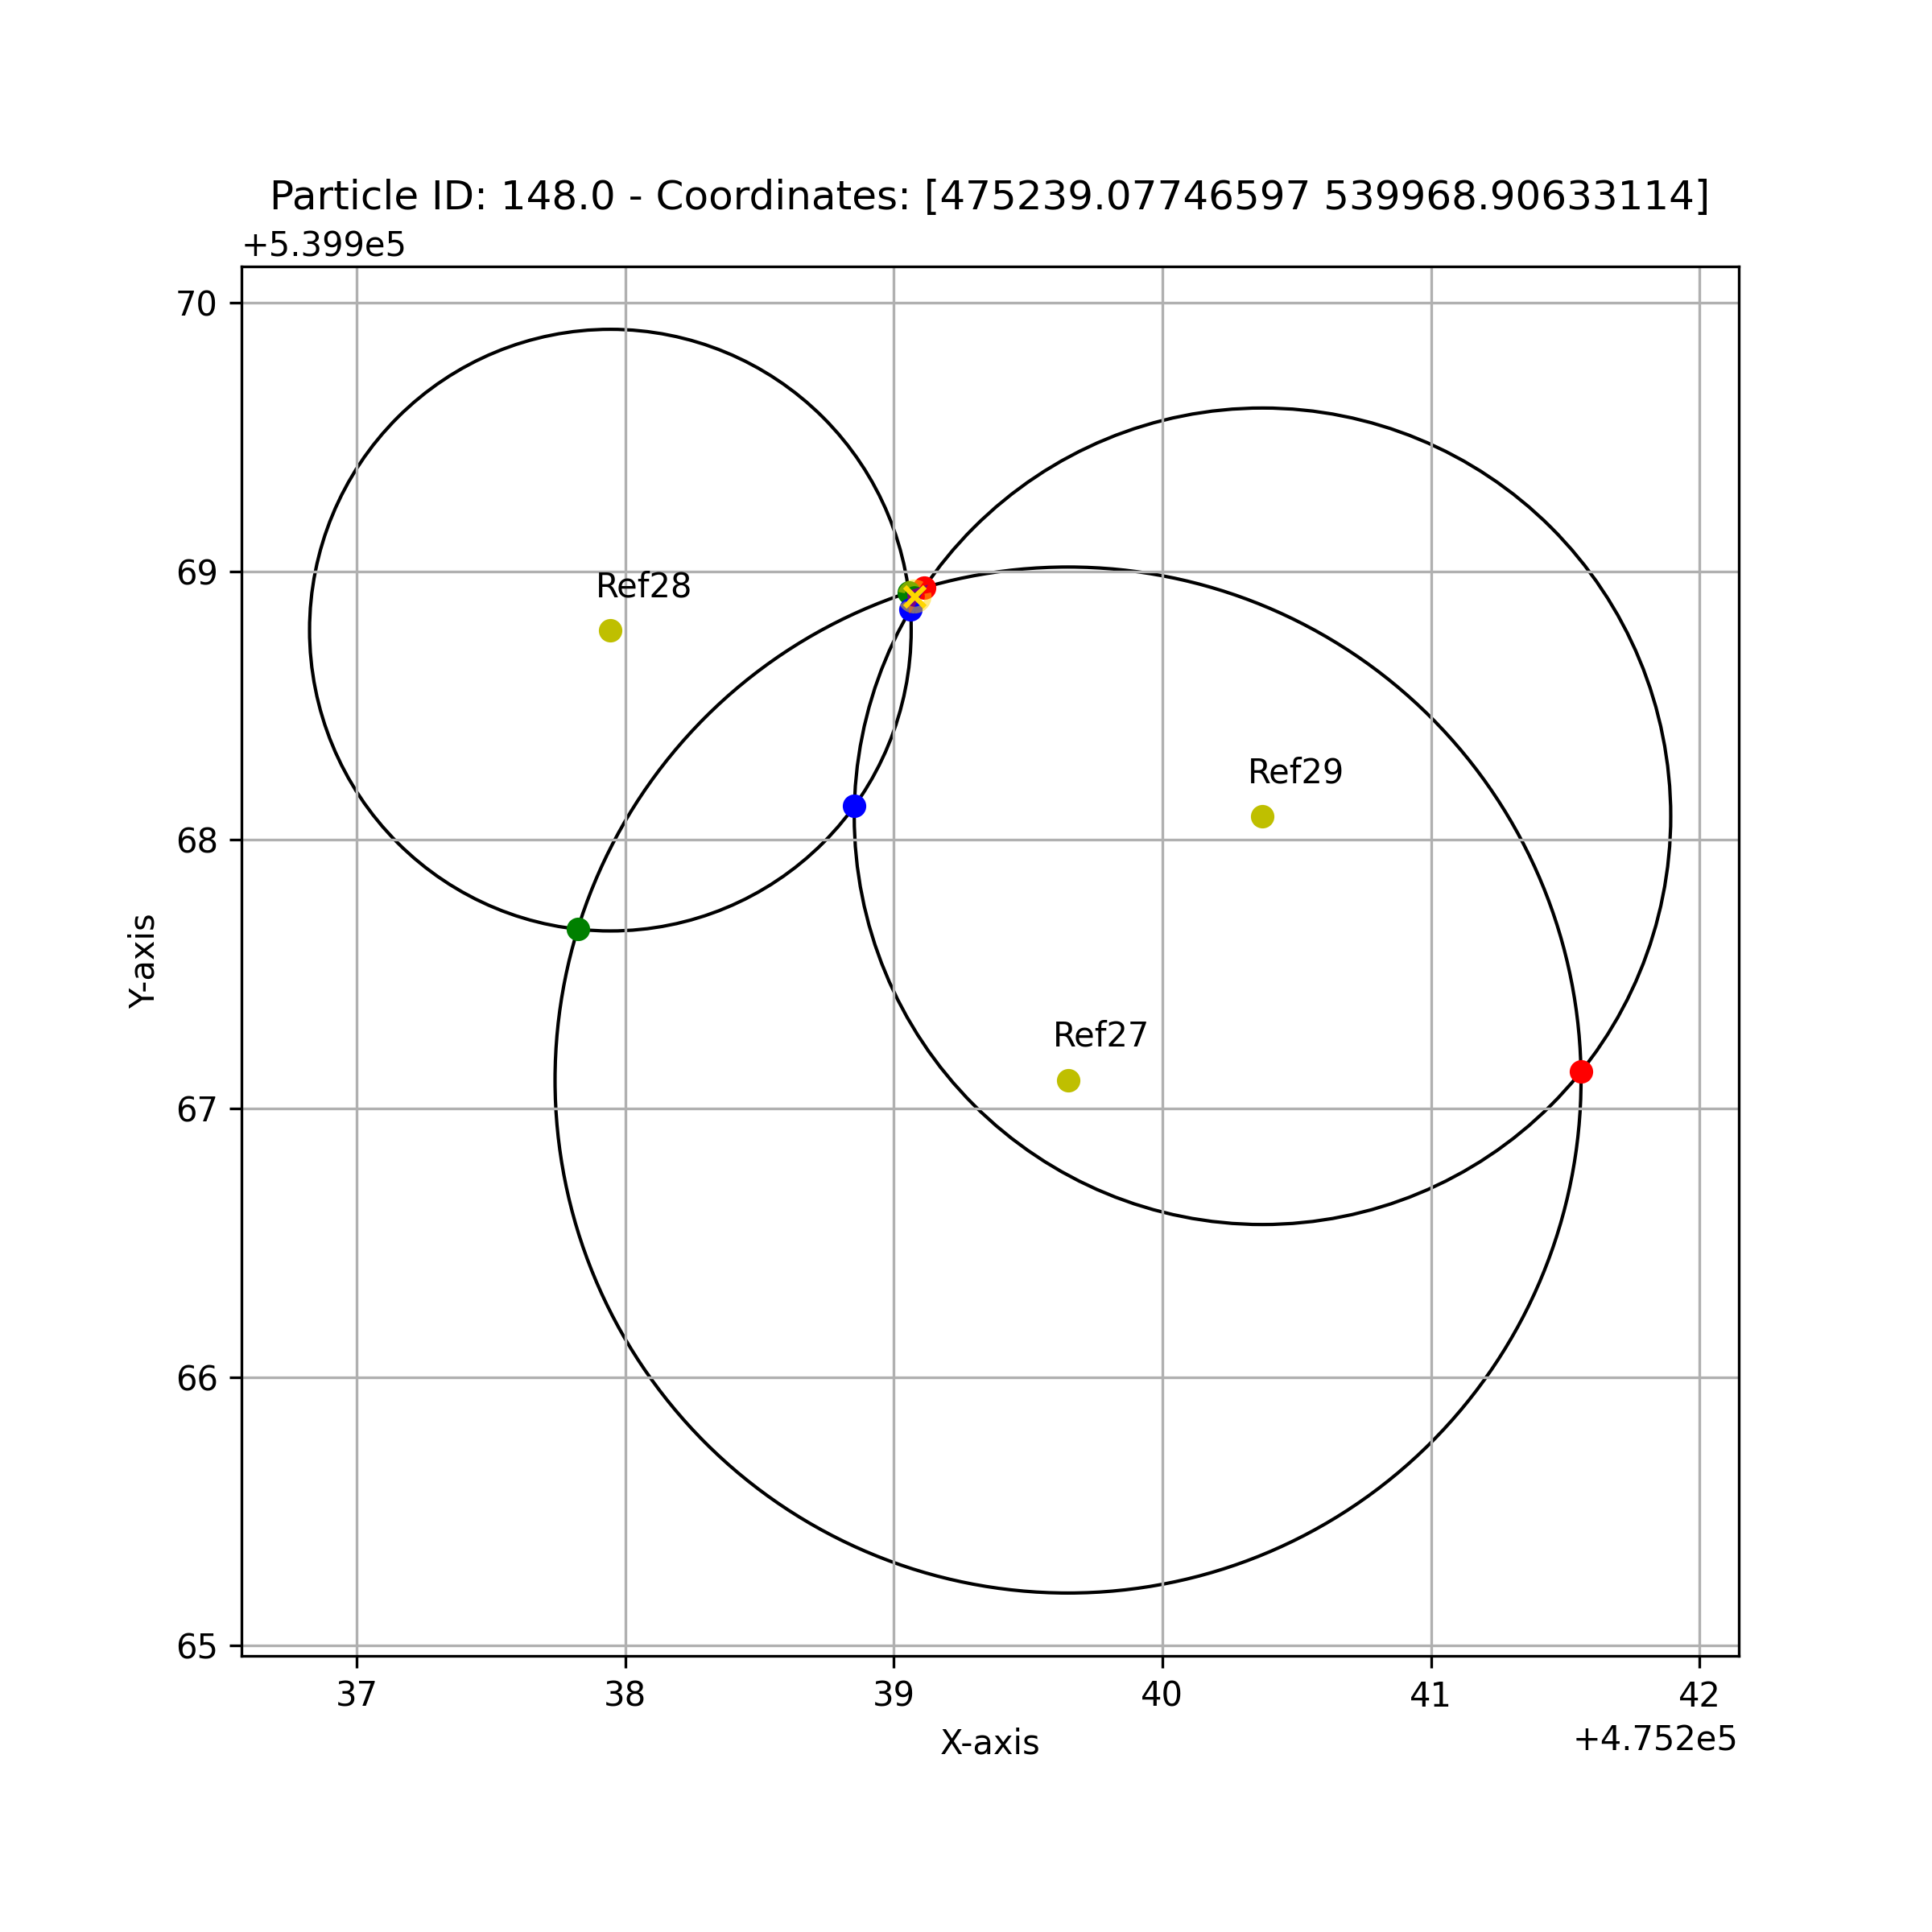 Particle ID: 148.0 - Coordinates: [475239.07746597 539968.90633114]
+5.399e5
70
69
68
67
66
65
Y-axis
Ref28
Ref29
Ref27
37 38 39 40 41 42
X-axis
+4.752e5